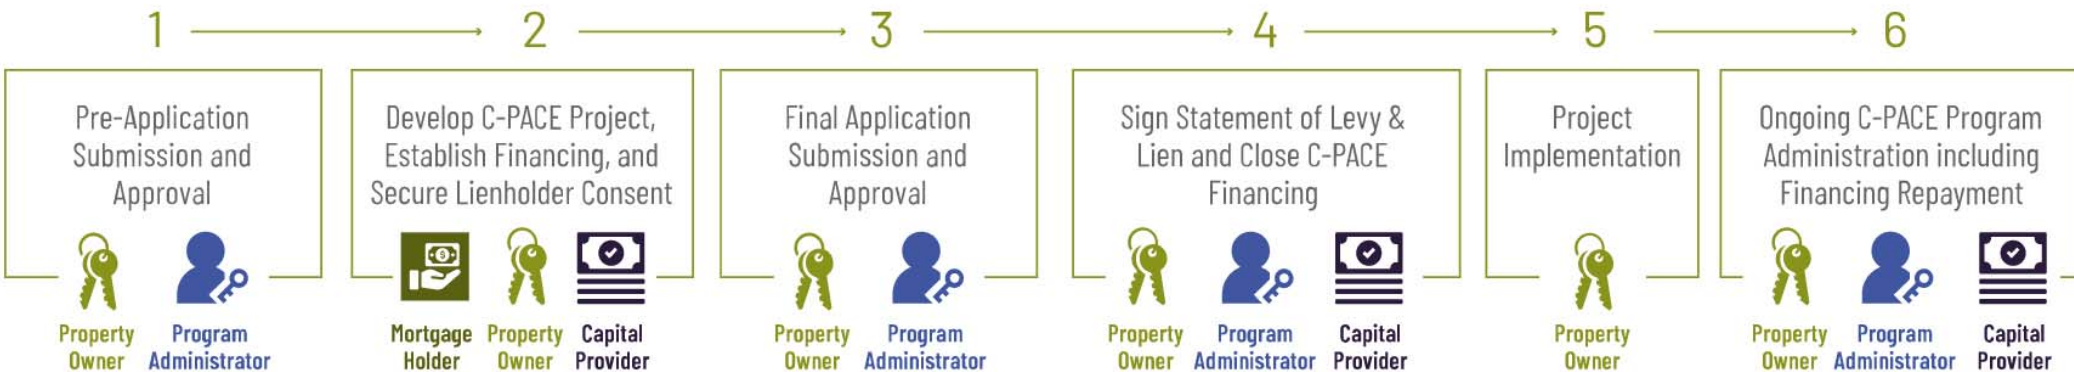 1
2
3
4
5
6
Pre-Application
Submission and
Approval
Property
Owner
Program
Administrator
Develop C-PACE Project,
Establish Financing, and
Secure Lienholder Consent
Mortgage
Holder
Property
Owner
Capital
Provider
Final Application
Submission and
Approval
Property
Owner
Program
Administrator
Sign Statement of Levy &
Lien and Close C-PACE
Financing
Property
Owner
Program
Administrator
Capital
Provider
Project
Implementation
Property
Owner
Ongoing C-PACE Program
Administration including
Financing Repayment
Property
Owner
Program
Administrator
Capital
Provider